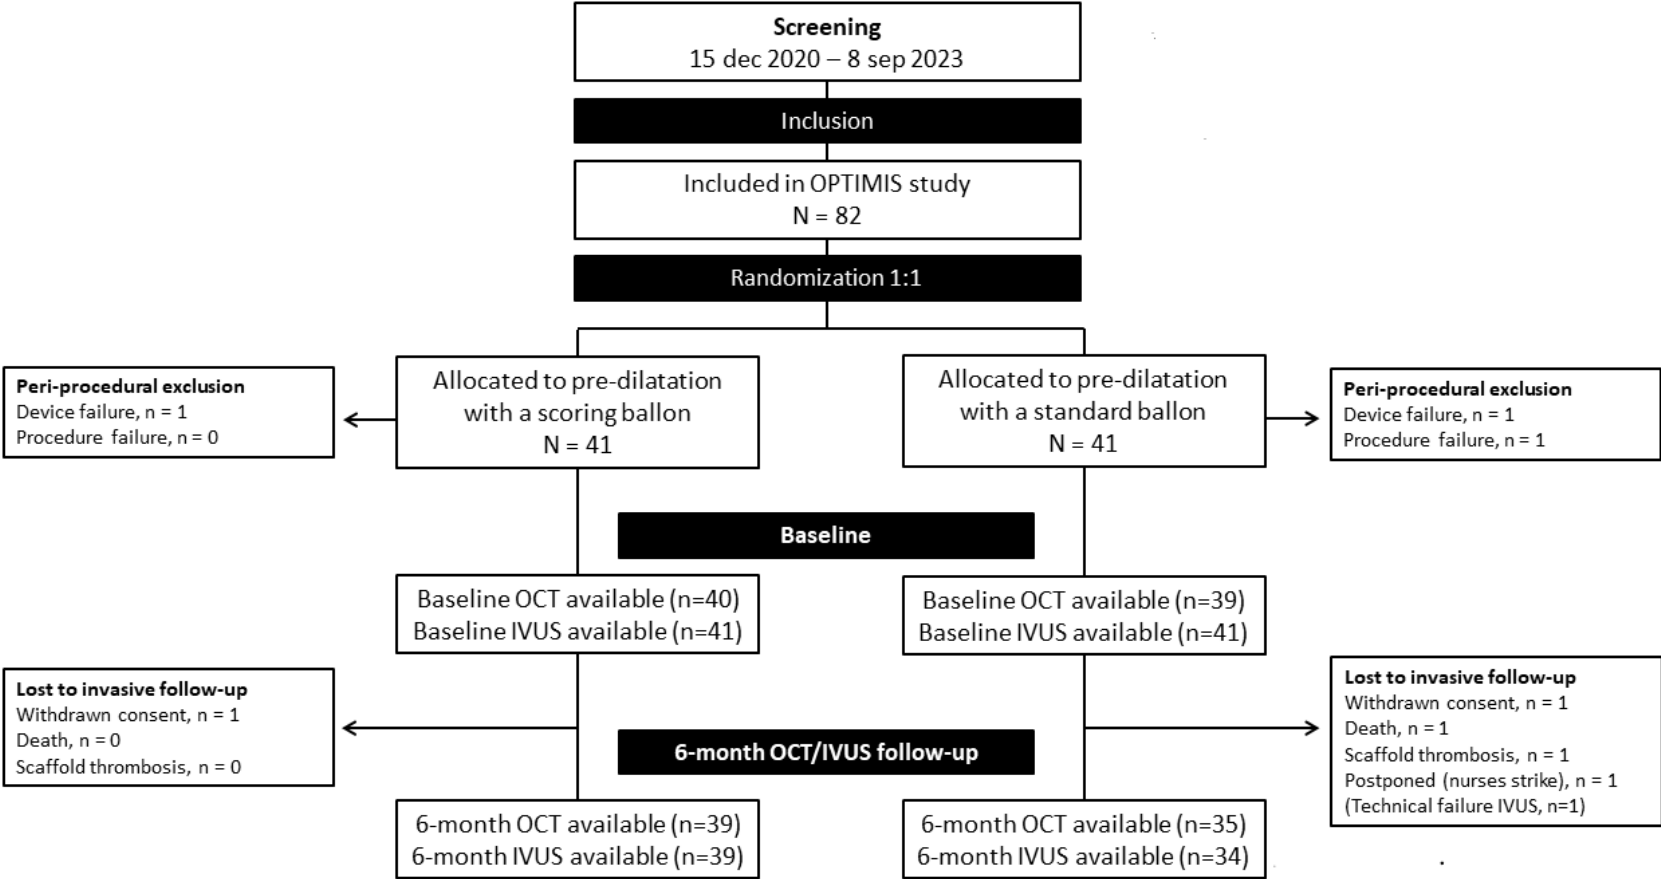 Screening
15 dec 2020 – 8 sep 2023
Inclusion
Included in OPTIMIS study
N = 82
Randomization 1:1
Peri-procedural exclusion
Device failure, n = 1
Procedure failure, n = 0
Allocated to pre-dilatation
with a scoring ballon
N = 41
Allocated to pre-dilatation
with a standard ballon
N = 41
Peri-procedural exclusion
Device failure, n = 1
Procedure failure, n = 1
Baseline
Baseline OCT available (n=40)
Baseline IVUS available (n=41)
Baseline OCT available (n=39)
Baseline IVUS available (n=41)
Lost to invasive follow-up
Withdrawn consent, n = 1
Death, n = 0
Scaffold thrombosis, n = 0
Lost to invasive follow-up
Withdrawn consent, n = 1
Death, n = 1
Scaffold thrombosis, n = 1
Postponed (nurses strike), n = 1
(Technical failure IVUS, n=1)
6-month OCT/IVUS follow-up
6-month OCT available (n=39)
6-month IVUS available (n=39)
6-month OCT available (n=35)
6-month IVUS available (n=34)